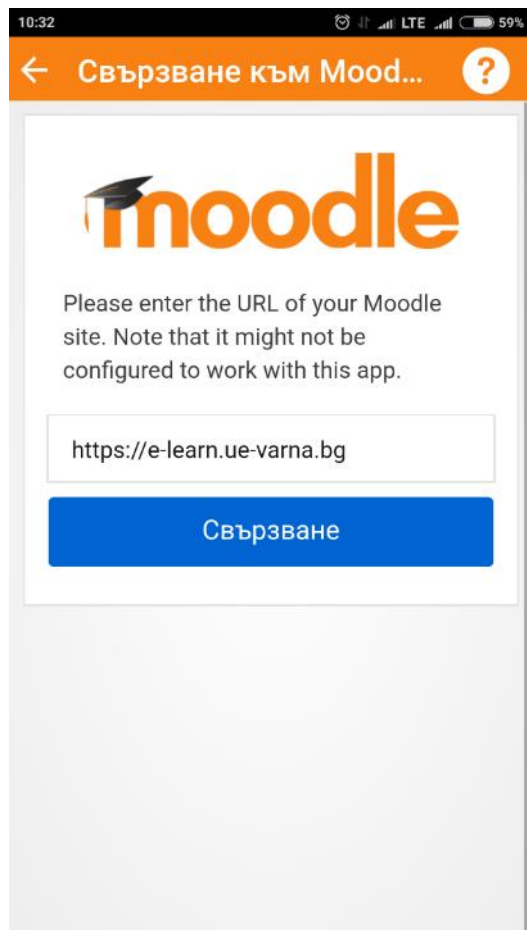 10:32 LTE 59%
Свързване към Mood... ?
moodle
Please enter the URL of your Moodle
site. Note that it might not be
configured to work with this app.
https://e-learn.ue-varna.bg
Свързване